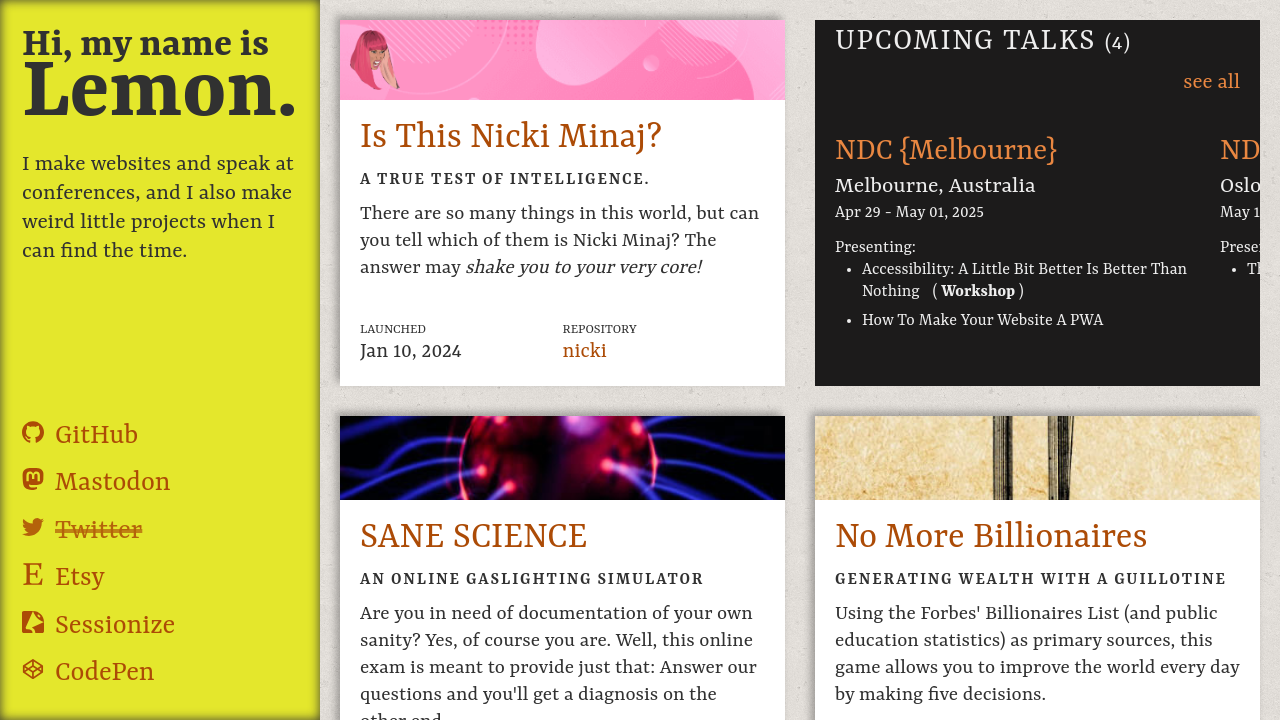 Hi, my name is
Lemon.
I make websites and speak at
conferences, and I also make
weird little projects when I
can find the time.
GitHub
Mastodon
Twitter
Etsy
Sessionize
CodePen
Is This Nicki Minaj?
A TRUE TEST OF INTELLIGENCE.
There are so many things in this world, but can
you tell which of them is Nicki Minaj? The
answer may shake you to your very core!
LAUNCHED
Jan 10, 2024
REPOSITORY
nicki
UPCOMING TALKS (4)
see all
NDC {Melbourne}
Melbourne, Australia
Apr 29 - May 01, 2025
Presenting:
• Accessibility: A Little Bit Better Is Better Than
Nothing ( Workshop )
• How To Make Your Website A PWA
ND
Oslo
May 1
Prese
SANE SCIENCE
AN ONLINE GASLIGHTING SIMULATOR
Are you in need of documentation of your own
sanity? Yes, of course you are. Well, this online
exam is meant to provide just that: Answer our
questions and you'll get a diagnosis on the
other end.
No More Billionaires
GENERATING WEALTH WITH A GUILLOTINE
Using the Forbes' Billionaires List (and public
education statistics) as primary sources, this
game allows you to improve the world every day
by making five decisions.